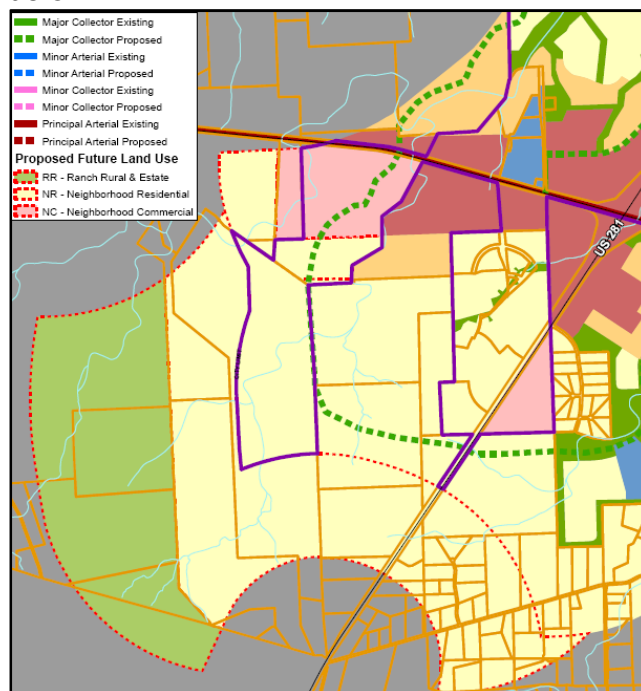 Major Collector Existing
Major Collector Proposed
Minor Arterial Existing
Minor Arterial Proposed
Minor Collector Existing
Minor Collector Proposed
Principal Arterial Existing
Principal Arterial Proposed
Proposed Future Land Use
RR - Ranch Rural & Estate
NR - Neighborhood Residential
NC - Neighborhood Commercial
US 281